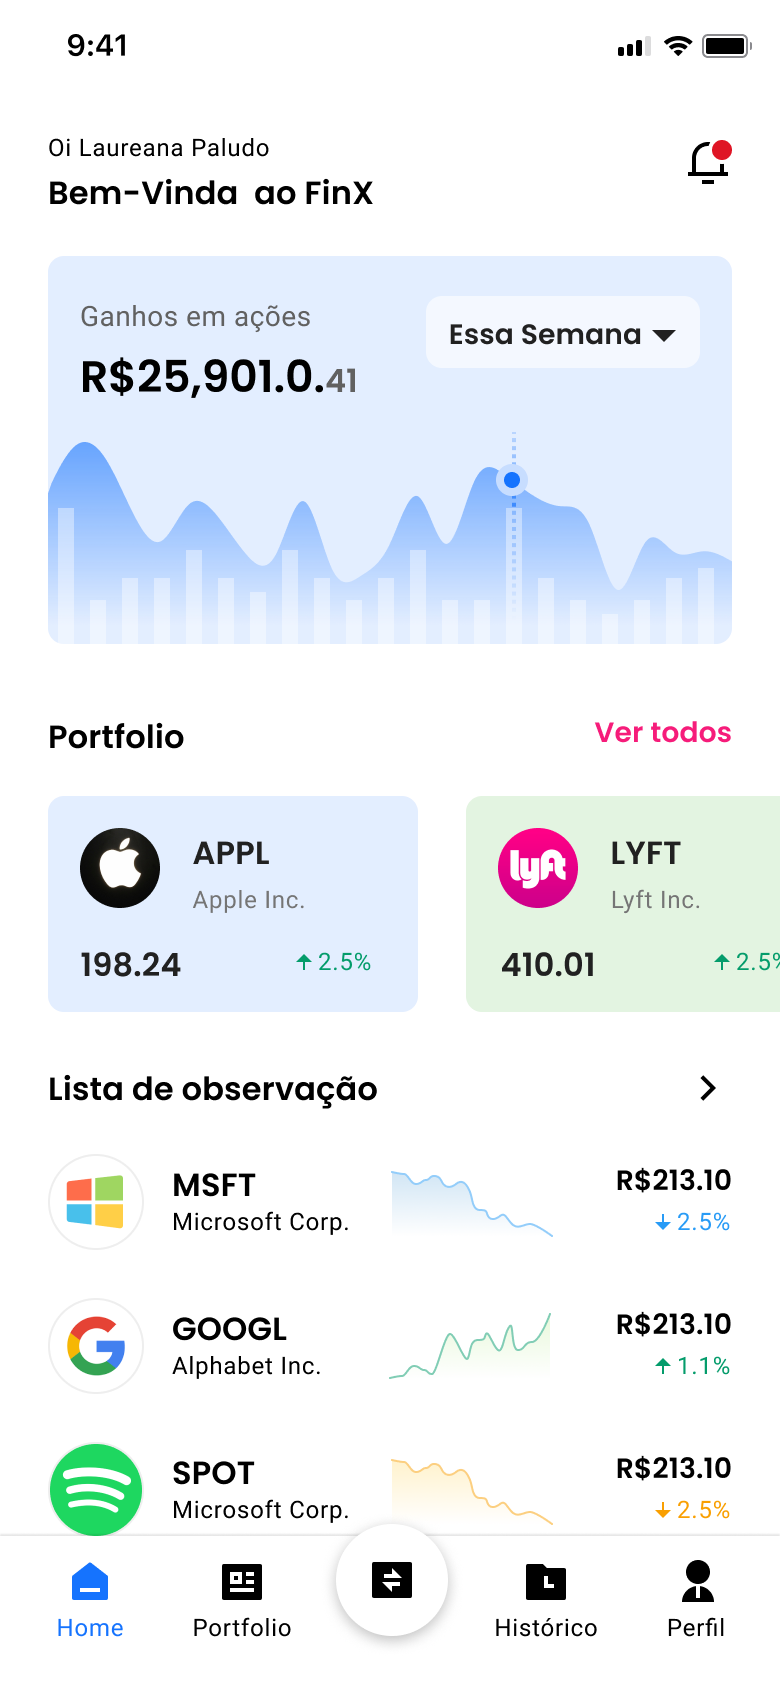 9:41
Oi Laureana Paludo
Bem-Vinda ao FinX
Ganhos em ações
R$25,901.0.41
Essa Semana
Portfolio
Ver todos
APPL
Apple Inc.
198.24
2.5%
lyft
LYFT
Lyft Inc.
410.01
2.5%
Lista de observação
MSFT
Microsoft Corp.
R$213.10
2.5%
GOOGL
Alphabet Inc.
R$213.10
1.1%
SPOT
Microsoft Corp.
R$213.10
2.5%
Home
Portfolio
Histórico
Perfil